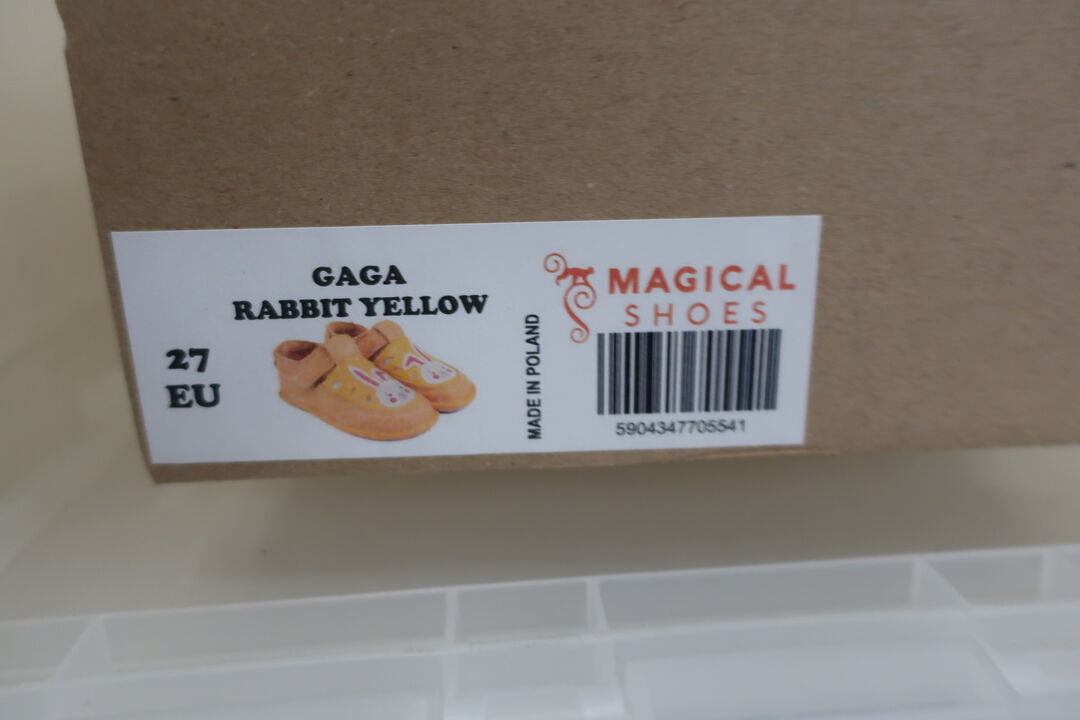 GAGA
RABBIT YELLOW
27
EU
MADE IN POLAND
MAGICAL
SHOES
5904347705541